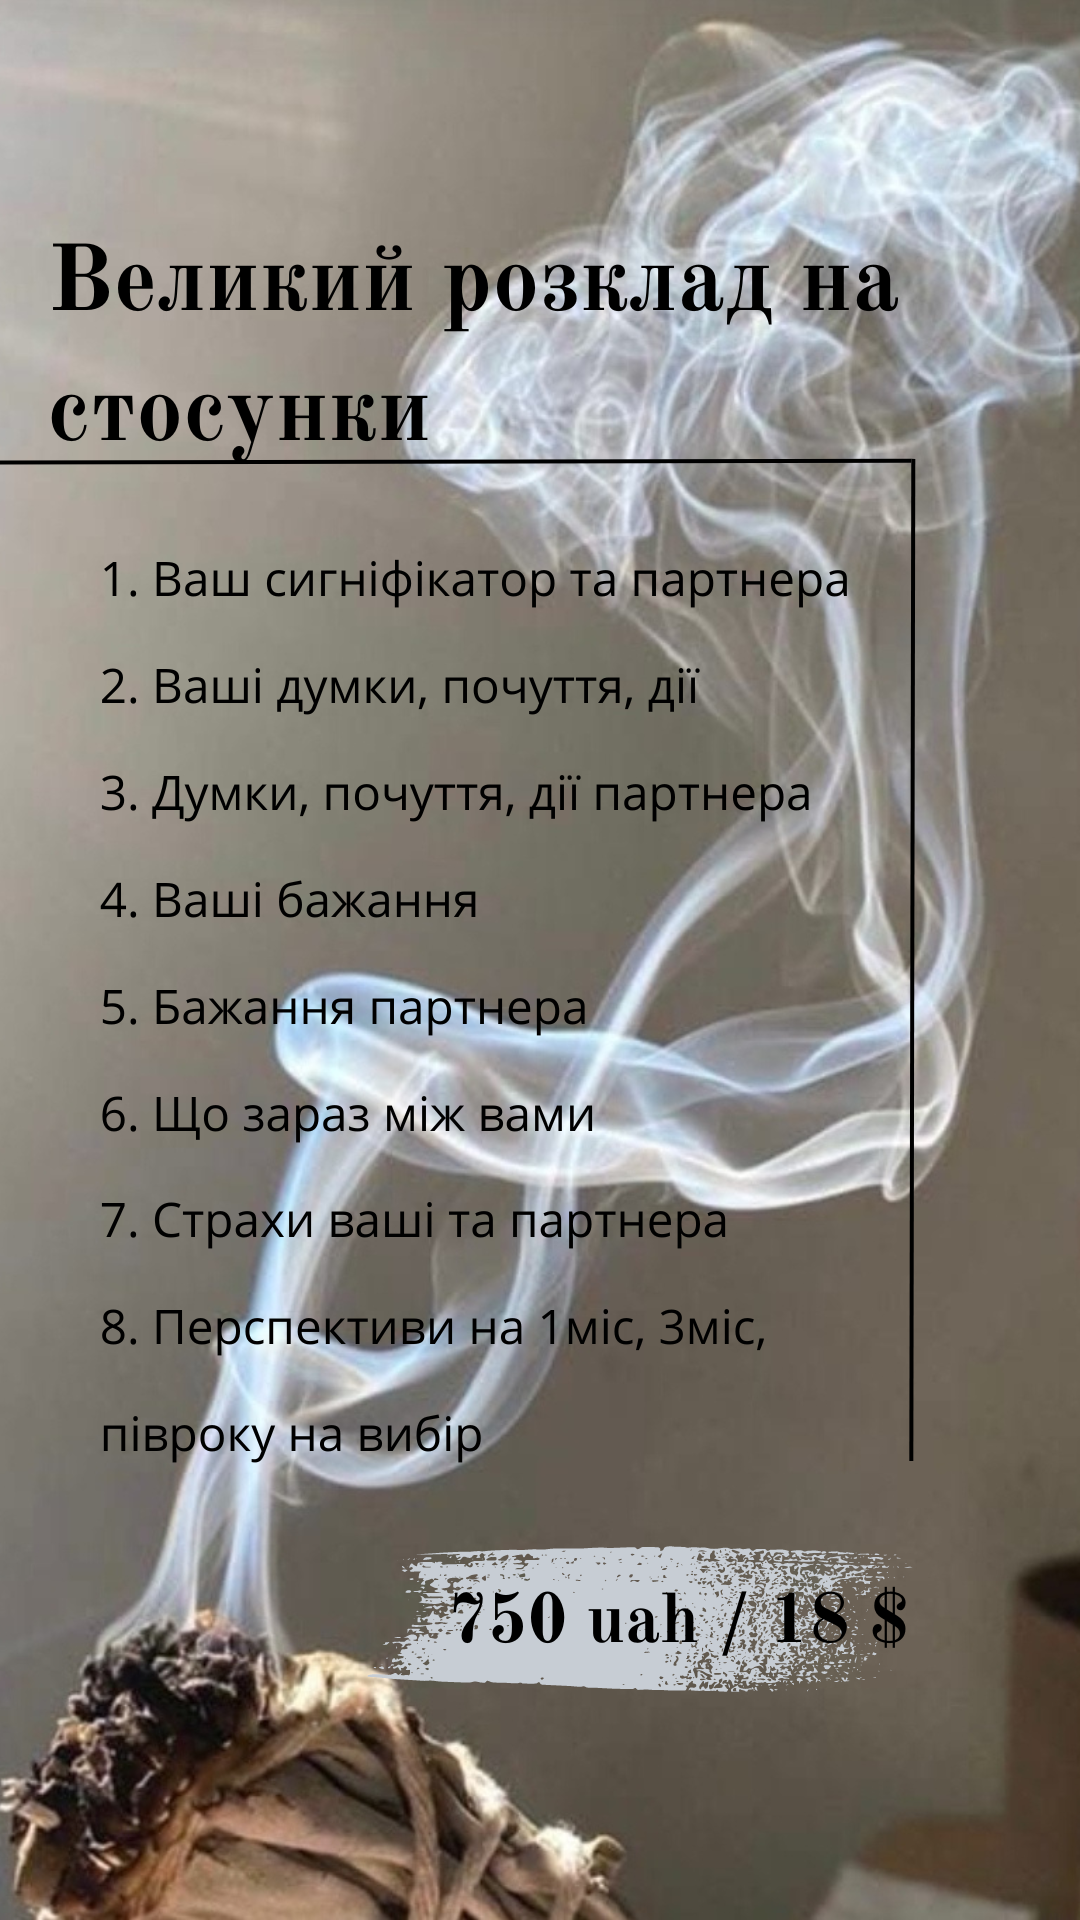 Великий розклад на
стосунки
1. Ваш сигніфікатор та партнера
2. Ваші думки, почуття, дії
3. Думки, почуття, дії партнера
4. Ваші бажання
5. Бажання партнера
6. Що зараз між вами
7. Страхи ваші та партнера
8. Перспективи на 1міс, 3міс,
півроку на вибір
750 uah / 18 $